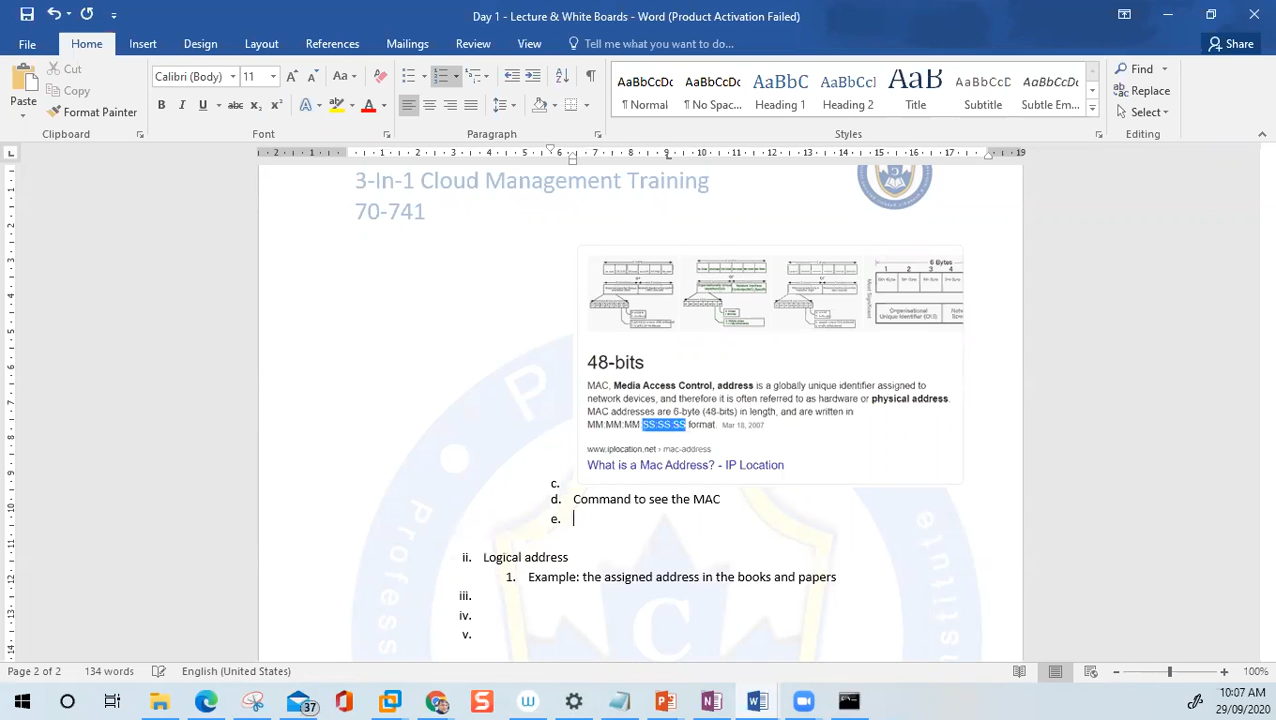 Day 1 - Lecture & White Boards - Word (Product Activation Failed)
File Home Insert Design Layout References Mailings Review View Tell me what you want to do... Share
Paste Cut Copy Format Painter
Calibri (Body) 11
AaBbCcDc AaBbCcDc AaBbC AaBbCcI AaB AaBbCcD AaBbCcDc
¶ Normal ¶ No Spac... Heading 1 Heading 2 Title Subtitle Subtle Em...
Find Replace Select
Clipboard Font Paragraph Styles Editing
3-In-1 Cloud Management Training
70-741
6 Bytes
1 2 3 4
48-bits
MAC, Media Access Control, address is a globally unique identifier assigned to
network devices, and therefore it is often referred to as hardware or physical address.
MAC addresses are 6-byte (48-bits) in length, and are written in
MM:MM:MM:SS:SS:SS format. Mar 18, 2007
www.iplocation.net › mac-address
What is a Mac Address? - IP Location
c.
d. Command to see the MAC
e.
ii. Logical address
1. Example: the assigned address in the books and papers
iii.
iv.
v.
Page 2 of 2 134 words English (United States) 100%
37
10:07 AM
29/09/2020